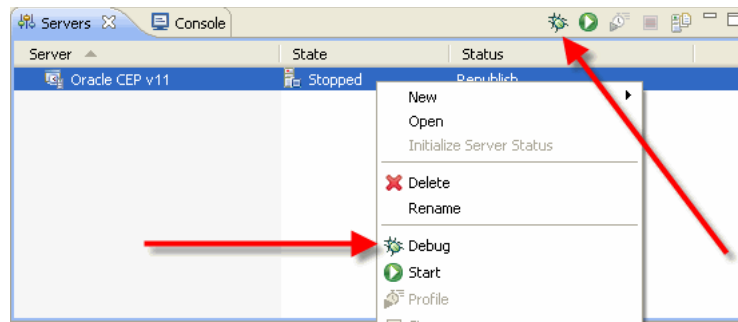 Servers Console
Server State Status
Oracle CEP v11 Stopped Republish
New
Open
Initialize Server Status
Delete
Rename
Debug
Start
Profile